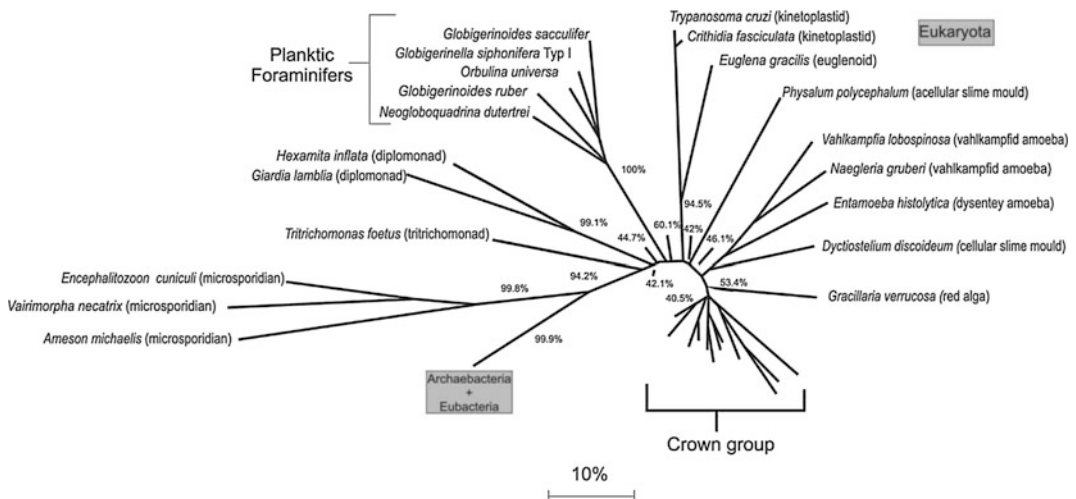 Trypanosoma cruzi (kinetoplastid)
Crithidia fasciculata (kinetoplastid)
Eukaryota
Euglena gracilis (euglenoid)
Physalum polycephalum (acellular slime mould)
Planktic
Foraminifers
Globigerinoides sacculifer
Globigerinella siphonifera Typ I
Orbulina universa
Globigerinoides ruber
Neogloboquadrina dutertrei
Vahlkampfia lobospinosa (vahlkampfid amoeba)
Naegleria gruberi (vahlkampfid amoeba)
Entamoeba histolytica (dysentey amoeba)
Dyctiostelium discoideum (cellular slime mould)
Gracillaria verrucosa (red alga)
Hexamita inflata (diplomonad)
Giardia lamblia (diplomonad)
Tritrichomonas foetus (tritrichomonad)
Encephalitozoon cuniculi (microsporidian)
Vairimorpha necatrix (microsporidian)
Ameson michaelis (microsporidian)
100%
94.5%
99.1%
60.1%
42%
44.7%
46.1%
94.2%
42.1%
53.4%
99.8%
40.5%
99.9%
Archaebacteria
+
Eubacteria
Crown group
10%